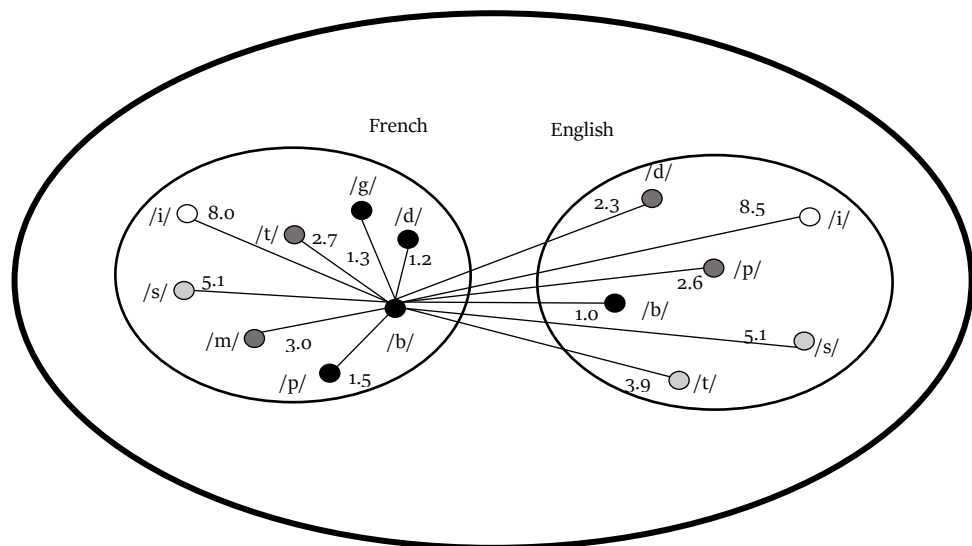 French
English
/i/
8.0
/t/
2.7
/g/
1.3
/d/
1.2
/s/
5.1
/m/
3.0
/b/
/p/
1.5
/d/
2.3
8.5
/i/
/p/
2.6
1.0
/b/
5.1
/s/
3.9
/t/